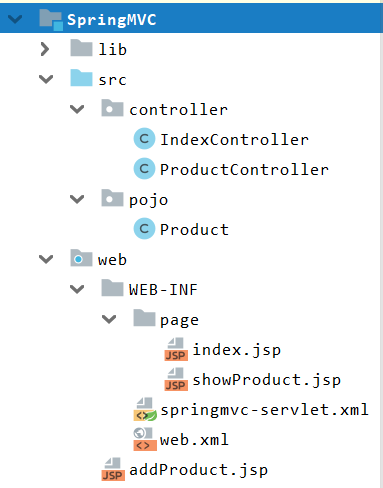 SpringMVC
lib
src
controller
C IndexController
C ProductController
pojo
C Product
web
WEB-INF
page
JSP index.jsp
JSP showProduct.jsp
springmvc-servlet.xml
web.xml
JSP addProduct.jsp